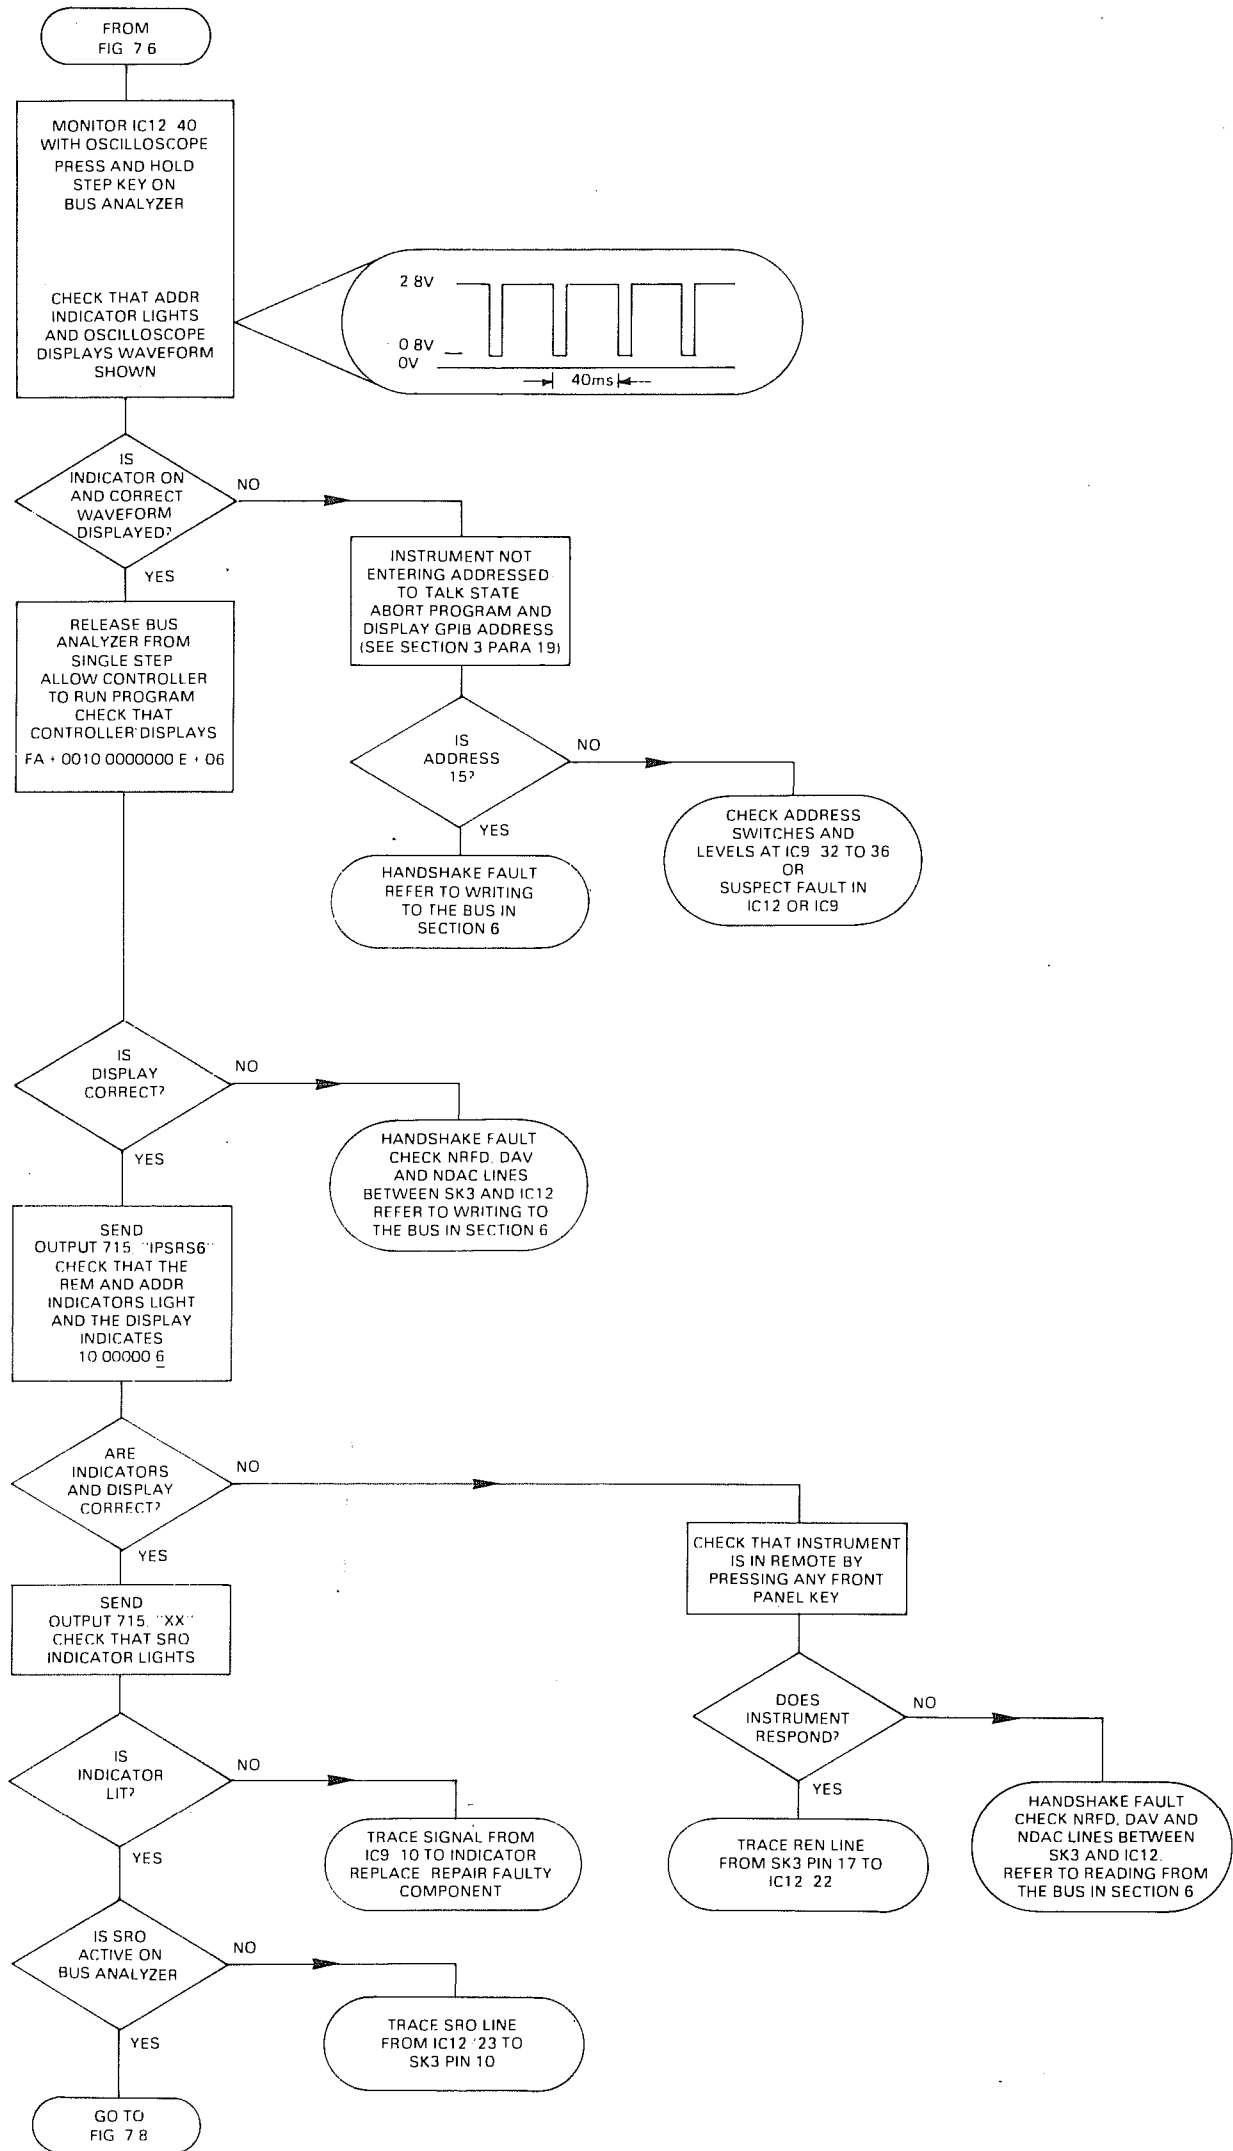 FROM
FIG 7 6
MONITOR IC12 40
WITH OSCILLOSCOPE
PRESS AND HOLD
STEP KEY ON
BUS ANALYZER
CHECK THAT ADDR
INDICATOR LIGHTS
AND OSCILLOSCOPE
DISPLAYS WAVEFORM
SHOWN
2 8V
0 8V
0V
40ms
IS
INDICATOR ON
AND CORRECT
WAVEFORM
DISPLAYED?
NO
YES
INSTRUMENT NOT
ENTERING ADDRESSED
TO TALK STATE
ABORT PROGRAM AND
DISPLAY GPIB ADDRESS
(SEE SECTION 3 PARA 19)
RELEASE BUS
ANALYZER FROM
SINGLE STEP
ALLOW CONTROLLER
TO RUN PROGRAM
CHECK THAT
CONTROLLER DISPLAYS
FA + 0010 0000000 E + 06
IS
ADDRESS
15?
NO
YES
CHECK ADDRESS
SWITCHES AND
LEVELS AT IC9 32 TO 36
OR
SUSPECT FAULT IN
IC12 OR IC9
HANDSHAKE FAULT
REFER TO WRITING
TO THE BUS IN
SECTION 6
IS
DISPLAY
CORRECT?
NO
YES
HANDSHAKE FAULT
CHECK NRFD, DAV
AND NDAC LINES
BETWEEN SK3 AND IC12
REFER TO WRITING TO
THE BUS IN SECTION 6
SEND
OUTPUT 715, "IPSRS6"
CHECK THAT THE
REM AND ADDR
INDICATORS LIGHT
AND THE DISPLAY
INDICATES
10 00000 6
ARE
INDICATORS
AND DISPLAY
CORRECT?
NO
YES
CHECK THAT INSTRUMENT
IS IN REMOTE BY
PRESSING ANY FRONT
PANEL KEY
SEND
OUTPUT 715, "XX"
CHECK THAT SRQ
INDICATOR LIGHTS
DOES
INSTRUMENT
RESPOND?
NO
YES
IS
INDICATOR
LIT?
NO
YES
TRACE SIGNAL FROM
IC9 10 TO INDICATOR
REPLACE REPAIR FAULTY
COMPONENT
TRACE REN LINE
FROM SK3 PIN 17 TO
IC12 22
HANDSHAKE FAULT
CHECK NRFD, DAV AND
NDAC LINES BETWEEN
SK3 AND IC12.
REFER TO READING FROM
THE BUS IN SECTION 6
IS SRQ
ACTIVE ON
BUS ANALYZER
NO
YES
TRACE SRQ LINE
FROM IC12 23 TO
SK3 PIN 10
GO TO
FIG 7 8